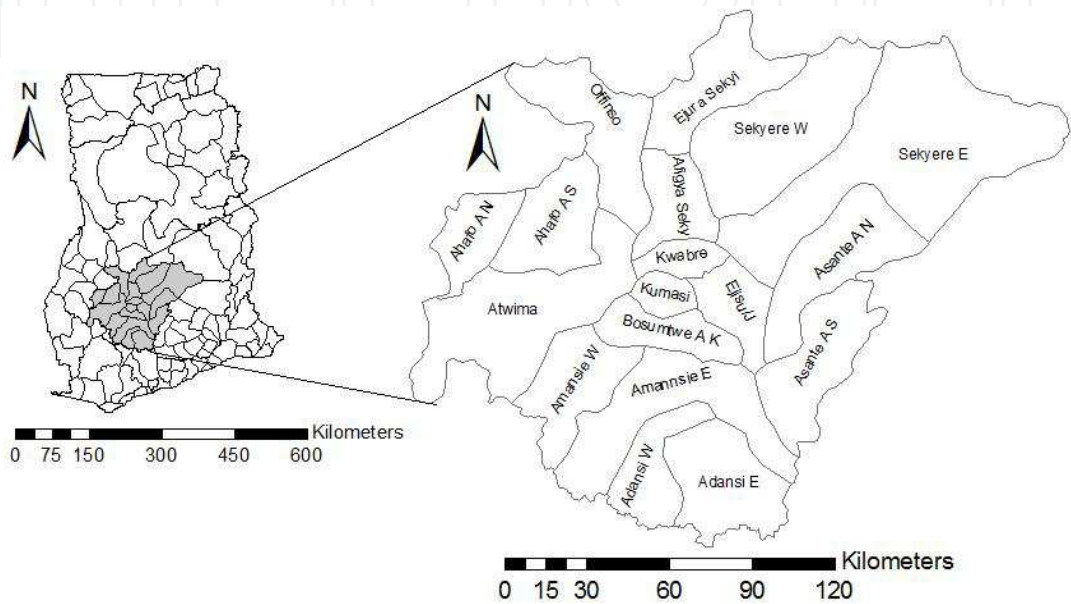 N
Kilometers
0 75 150 300 450 600
N
Offinso
Ejura Sekyi
Sekyere W
Sekyere E
Afigya Seky
Ahafo A N
Ahafo A S
Asante A N
Kwabre
Kumasi
Ejisu/J
Atwima
Bosumtwe A K
Asante A S
Amansie W
Amannsie E
Adansi W
Adansi E
Kilometers
0 15 30 60 90 120